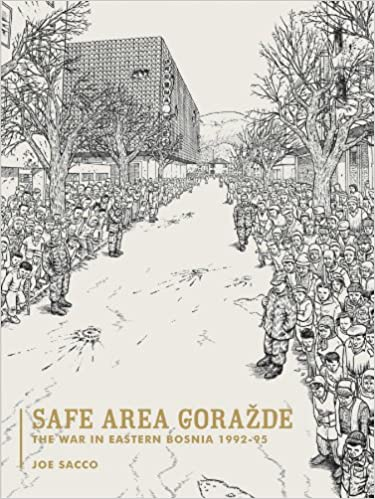 SAFE AREA GORAŽDE
THE WAR IN EASTERN BOSNIA 1992-95
JOE SACCO